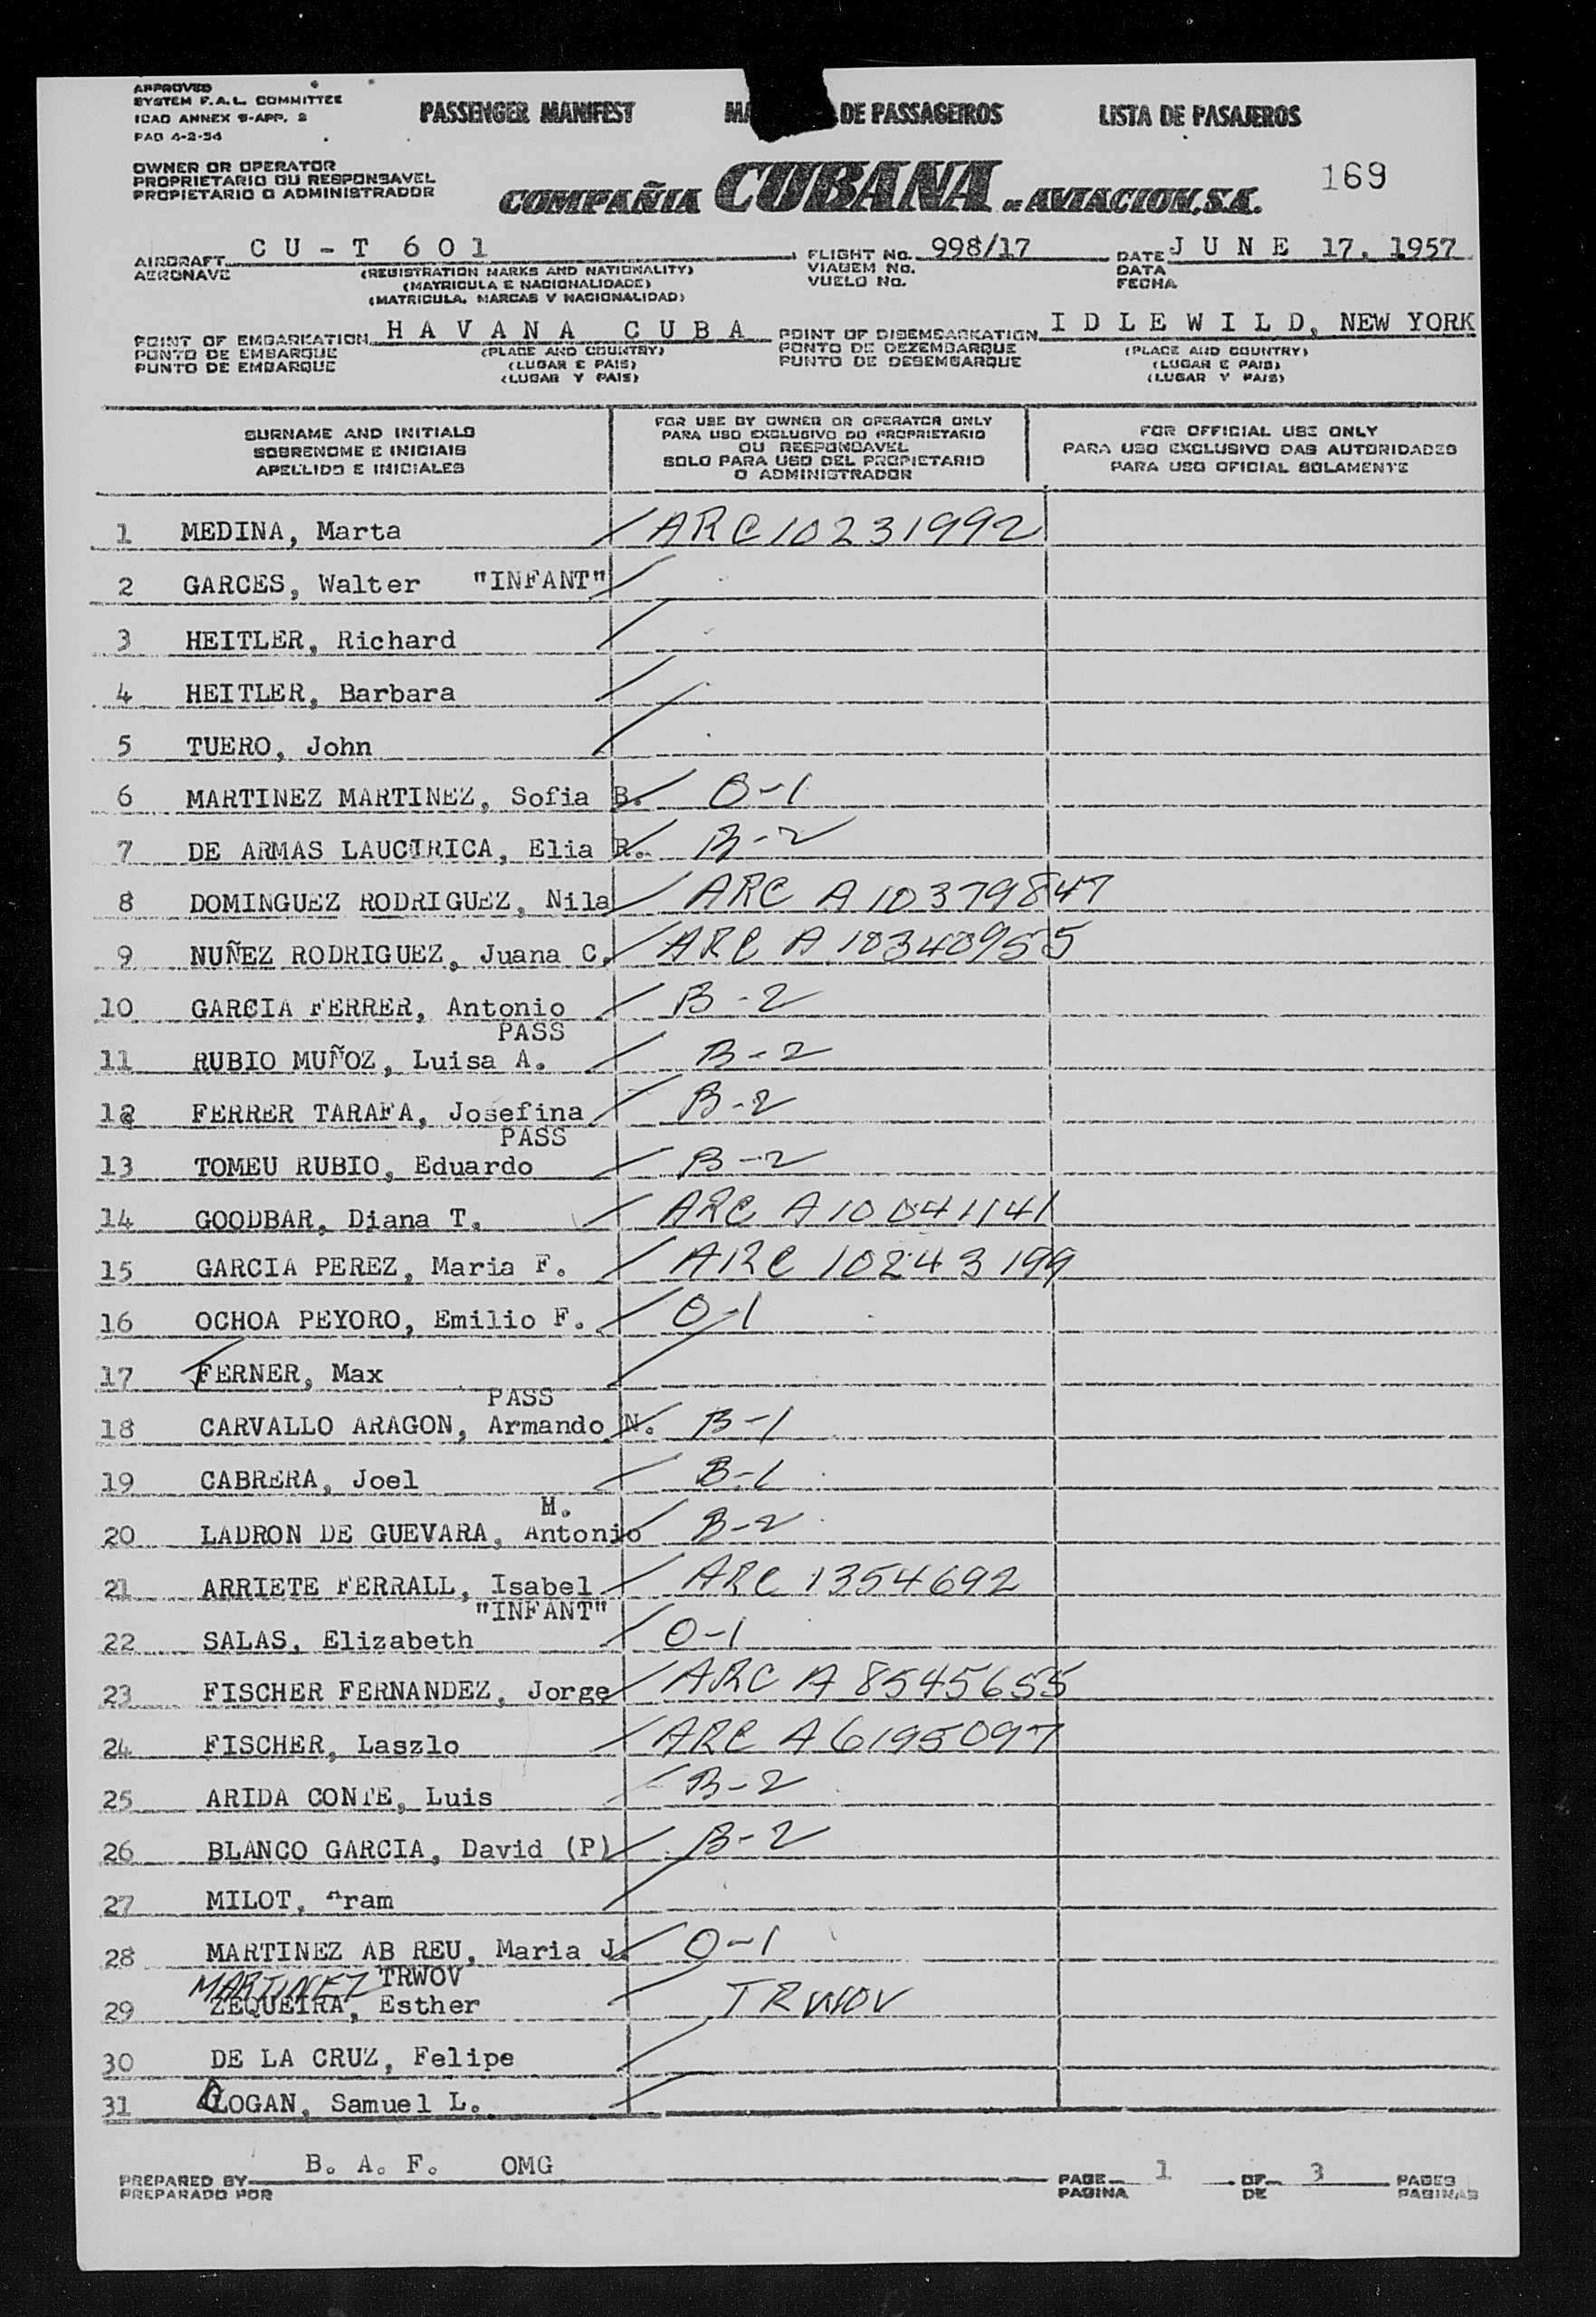 APPROVED
SYSTEM F.A.L. COMMITTEE
ICAO ANNEX 9-APP. 2
PAD 4-2-54
PASSENGER MANIFEST MA DE PASSAGEIROS LISTA DE PASAJEROS
OWNER OR OPERATOR
PROPRIETARIO OU RESPONSAVEL
PROPIETARIO O ADMINISTRADOR
COMPAÑIA CUBANA DE AVIACION, S.A.
169
AIRCRAFT CU-T 601 FLIGHT No. 998/17 DATE JUNE 17, 1957
AERONAVE (REGISTRATION MARKS AND NATIONALITY) VIAGEM No. DATA
(MATRICULA E NACIONALIDADE) VUELO No. FECHA
(MATRICULA, MARCAS Y NACIONALIDAD)
POINT OF EMBARKATION HAVANA CUBA POINT OF DISEMBARKATION IDLEWILD, NEW YORK
PONTO DE EMBARQUE (PLACE AND COUNTRY) PONTO DE DEZEMBARQUE (PLACE AND COUNTRY)
PUNTO DE EMBARQUE (LUGAR E PAIS) PUNTO DE DESEMBARQUE (LUGAR E PAIS)
(LUGAR Y PAIS) (LUGAR Y PAIS)
SURNAME AND INITIALS
SOBRENOME E INICIAIS
APELLIDO E INICIALES
FOR USE BY OWNER OR OPERATOR ONLY
PARA USO EXCLUSIVO DO PROPRIETARIO
OU RESPONSAVEL
SOLO PARA USO DEL PROPIETARIO
O ADMINISTRADOR
FOR OFFICIAL USE ONLY
PARA USO EXCLUSIVO DAS AUTORIDADES
PARA USO OFICIAL SOLAMENTE
1 MEDINA, Marta ARC 10231992
2 GARCES, Walter "INFANT"
3 HEITLER, Richard
4 HEITLER, Barbara
5 TUERO, John
6 MARTINEZ MARTINEZ, Sofia B. O-1
7 DE ARMAS LAUCIRICA, Elia R. B-2
8 DOMINGUEZ RODRIGUEZ, Nila ARC A 10379847
9 NUÑEZ RODRIGUEZ, Juana C. ARC A 10340955
10 GARCIA FERRER, Antonio B-2
PASS
11 RUBIO MUÑOZ, Luisa A. B-2
12 FERRER TARAFA, Josefina B-2
PASS
13 TOMEU RUBIO, Eduardo B-2
14 GOODBAR, Diana T. ARC A 10041141
15 GARCIA PEREZ, Maria F. ARC 10243199
16 OCHOA PEYORO, Emilio F. O-1
17 FERNER, Max
PASS
18 CARVALLO ARAGON, Armando N. B-1
19 CABRERA, Joel B-1
M.
20 LADRON DE GUEVARA, Antonio B-2
21 ARRIETE FERRALL, Isabel ARC 1354692
"INFANT"
22 SALAS, Elizabeth O-1
23 FISCHER FERNANDEZ, Jorge ARC A 8545655
24 FISCHER, Laszlo ARC A 6195097
25 ARIDA CONTE, Luis B-2
26 BLANCO GARCIA, David (P) B-2
27 MILOT, Aram
28 MARTINEZ AB REU, Maria J. O-1
MARTINEZ TRWOV
29 ZEQUEIRA, Esther TRWOV
30 DE LA CRUZ, Felipe
31 LOGAN, Samuel L.
PREPARED BY B. A. F. OMG PAGE 1 OF 3 PAGES
PREPARADO POR PAGINA DE PAGINAS